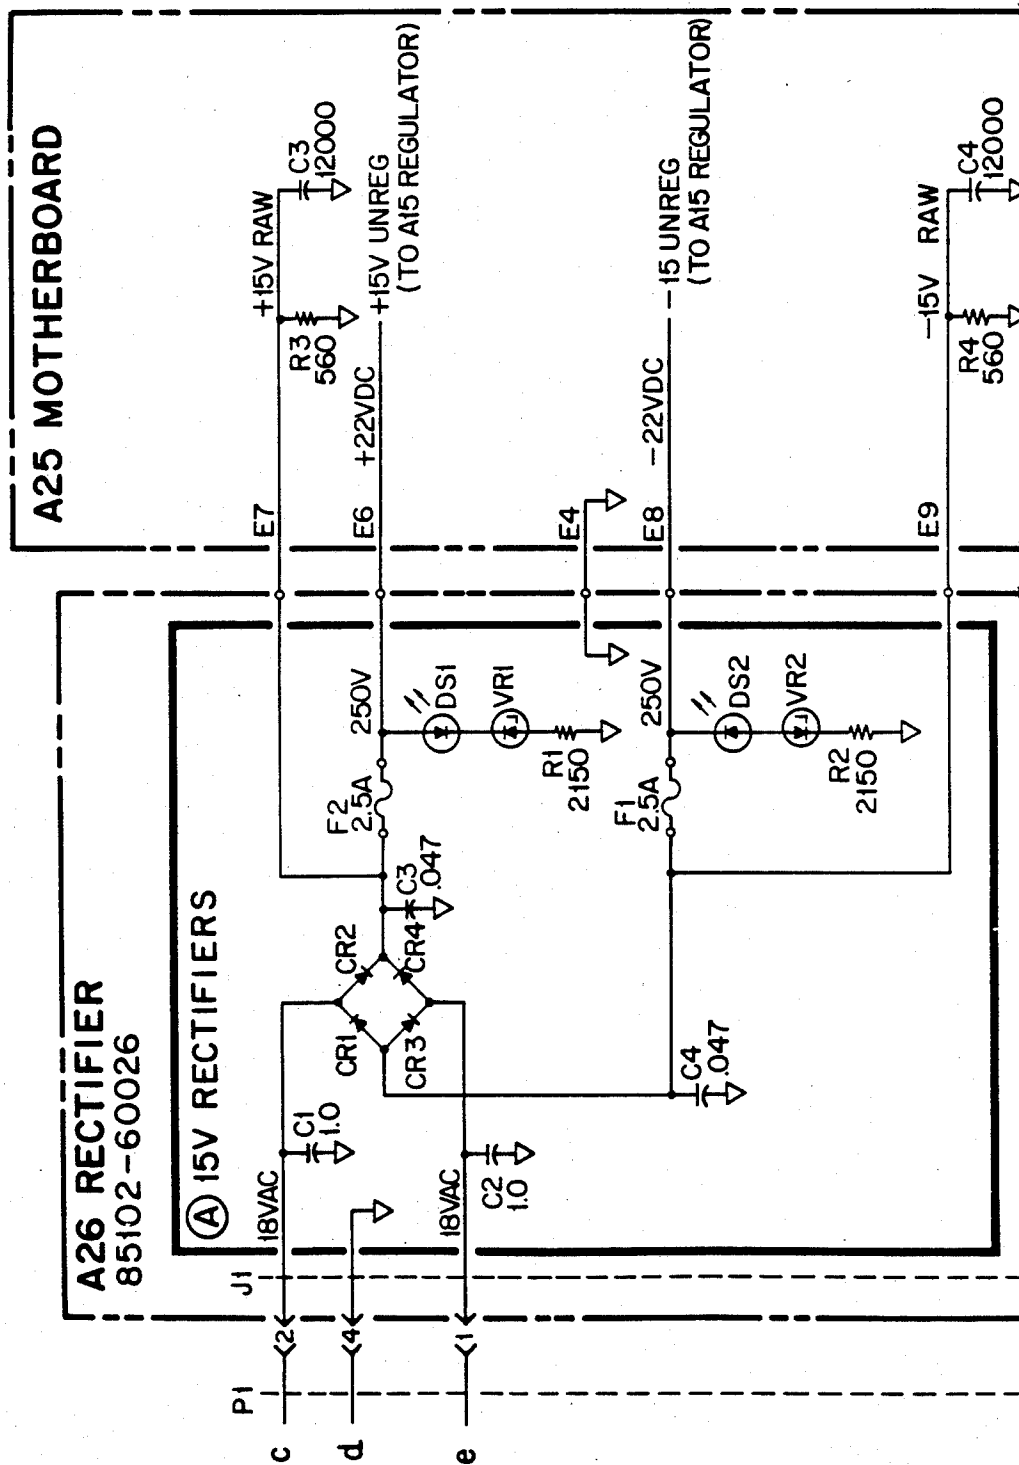 A25 MOTHERBOARD
E7
+15V RAW
R3
560
C3
12000
E6
+22VDC
+15V UNREG
(TO A15 REGULATOR)
E4
E8
-22VDC
-15 UNREG
(TO A15 REGULATOR)
E9
-15V RAW
R4
560
C4
12000
A26 RECTIFIER
85102-60026
A 15V RECTIFIERS
P1
J1
c
2
18VAC
C1
1.0
d
4
e
1
18VAC
C2
1.0
CR1
CR2
CR3
CR4
C3
.047
F2
2.5A
250V
DS1
VR1
R1
2150
C4
.047
F1
2.5A
250V
DS2
VR2
R2
2150